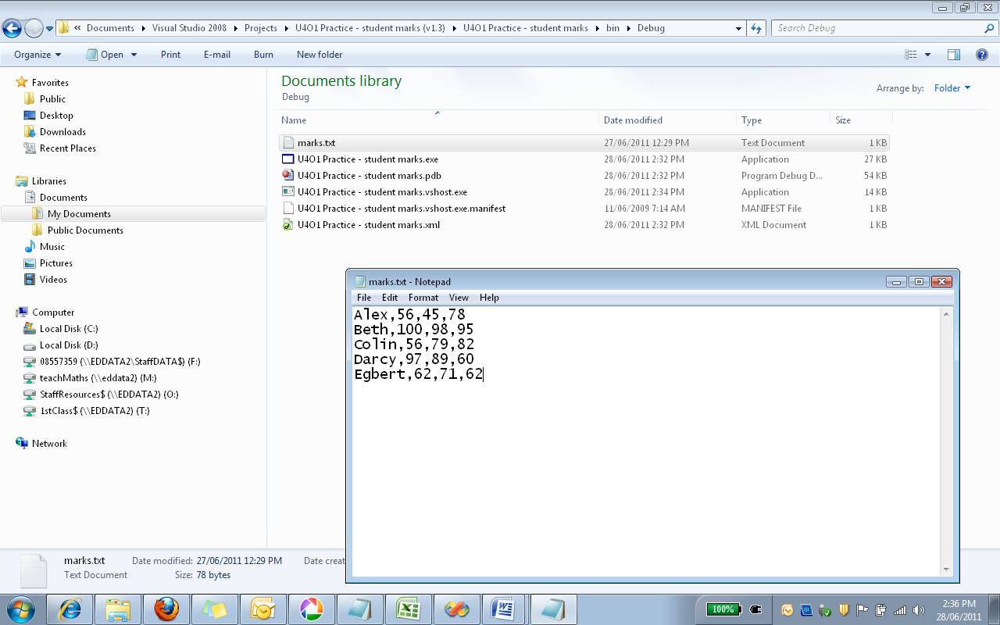 « Documents Visual Studio 2008 Projects U4O1 Practice - student marks (v1.3) U4O1 Practice - student marks bin Debug Search Debug
Organize Open Print E-mail Burn New folder
Favorites
Public
Desktop
Downloads
Recent Places
Libraries
Documents
My Documents
Public Documents
Music
Pictures
Videos
Computer
Local Disk (C:)
Local Disk (D:)
08557359 (\\EDDATA2\StaffDATA$) (F:)
teachMaths (\\eddata2) (M:)
StaffResources$ (\\EDDATA2) (O:)
1stClass$ (\\EDDATA2) (T:)
Network
Documents library
Debug
Arrange by: Folder
Name Date modified Type Size
marks.txt 27/06/2011 12:29 PM Text Document 1 KB
U4O1 Practice - student marks.exe 28/06/2011 2:32 PM Application 27 KB
U4O1 Practice - student marks.pdb 28/06/2011 2:32 PM Program Debug D... 54 KB
U4O1 Practice - student marks.vshost.exe 28/06/2011 2:34 PM Application 14 KB
U4O1 Practice - student marks.vshost.exe.manifest 11/06/2009 7:14 AM MANIFEST File 1 KB
U4O1 Practice - student marks.xml 28/06/2011 2:32 PM XML Document 1 KB
marks.txt - Notepad
File Edit Format View Help
Alex,56,45,78
Beth,100,98,95
Colin,56,79,82
Darcy,97,89,60
Egbert,62,71,62
marks.txt Date modified: 27/06/2011 12:29 PM Date creat
Text Document Size: 78 bytes
100% 2:36 PM
28/06/2011